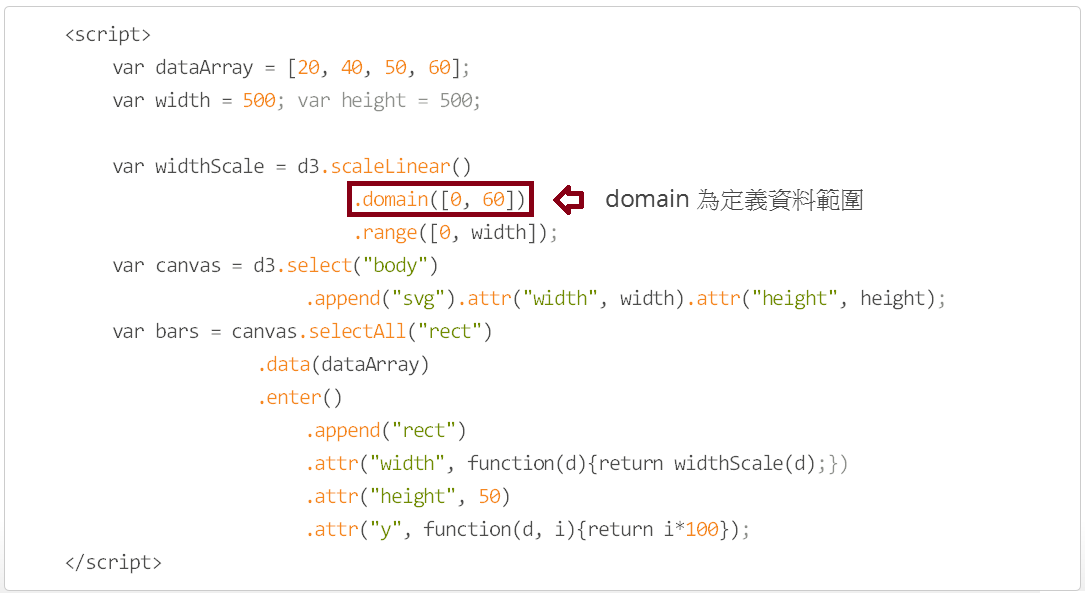 <script>
var dataArray = [20, 40, 50, 60];
var width = 500; var height = 500;
var widthScale = d3.scaleLinear()
.domain([0, 60]) domain 為定義資料範圍
.range([0, width]);
var canvas = d3.select("body")
.append("svg").attr("width", width).attr("height", height);
var bars = canvas.selectAll("rect")
.data(dataArray)
.enter()
.append("rect")
.attr("width", function(d){return widthScale(d);})
.attr("height", 50)
.attr("y", function(d, i){return i*100});
</script>